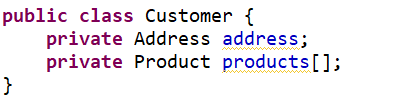 public class Customer {
    private Address address;
    private Product products[];
}